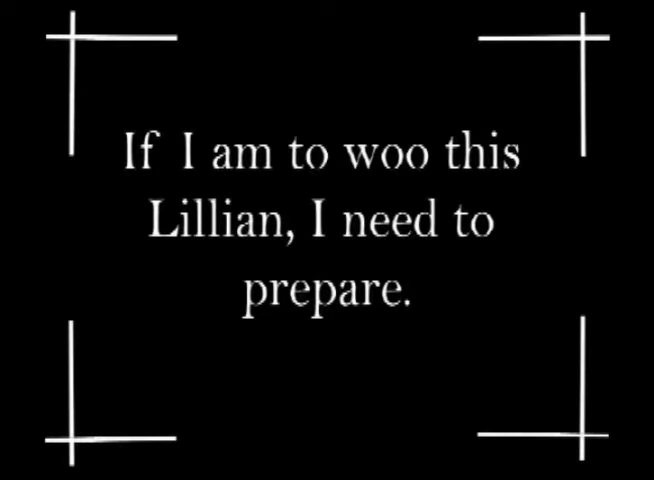 If I am to woo this
Lillian, I need to
prepare.